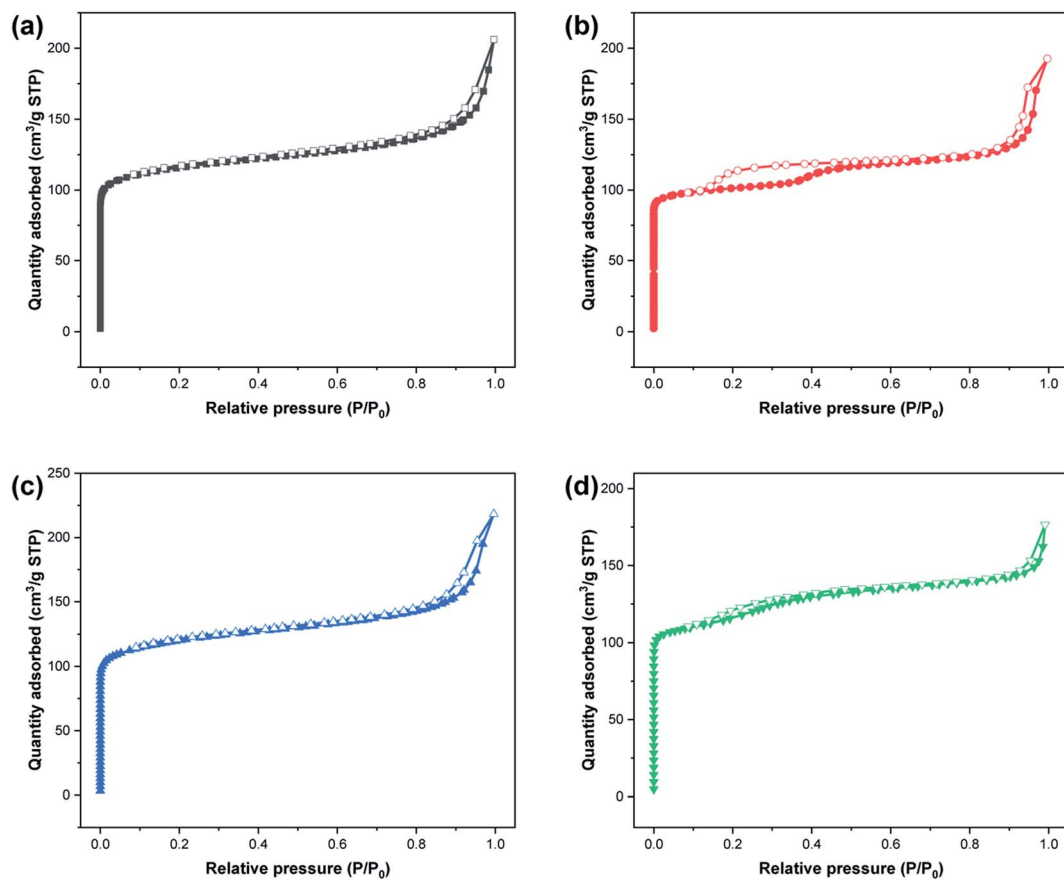 (a)
200
150
100
50
0
Quantity adsorbed (cm³/g STP)
0.0 0.2 0.4 0.6 0.8 1.0
Relative pressure (P/P₀)
(b)
200
150
100
50
0
Quantity adsorbed (cm³/g STP)
0.0 0.2 0.4 0.6 0.8 1.0
Relative pressure (P/P₀)
(c)
250
200
150
100
50
0
Quantity adsorbed (cm³/g STP)
0.0 0.2 0.4 0.6 0.8 1.0
Relative pressure (P/P₀)
(d)
200
150
100
50
0
Quantity adsorbed (cm³/g STP)
0.0 0.2 0.4 0.6 0.8 1.0
Relative pressure (P/P₀)